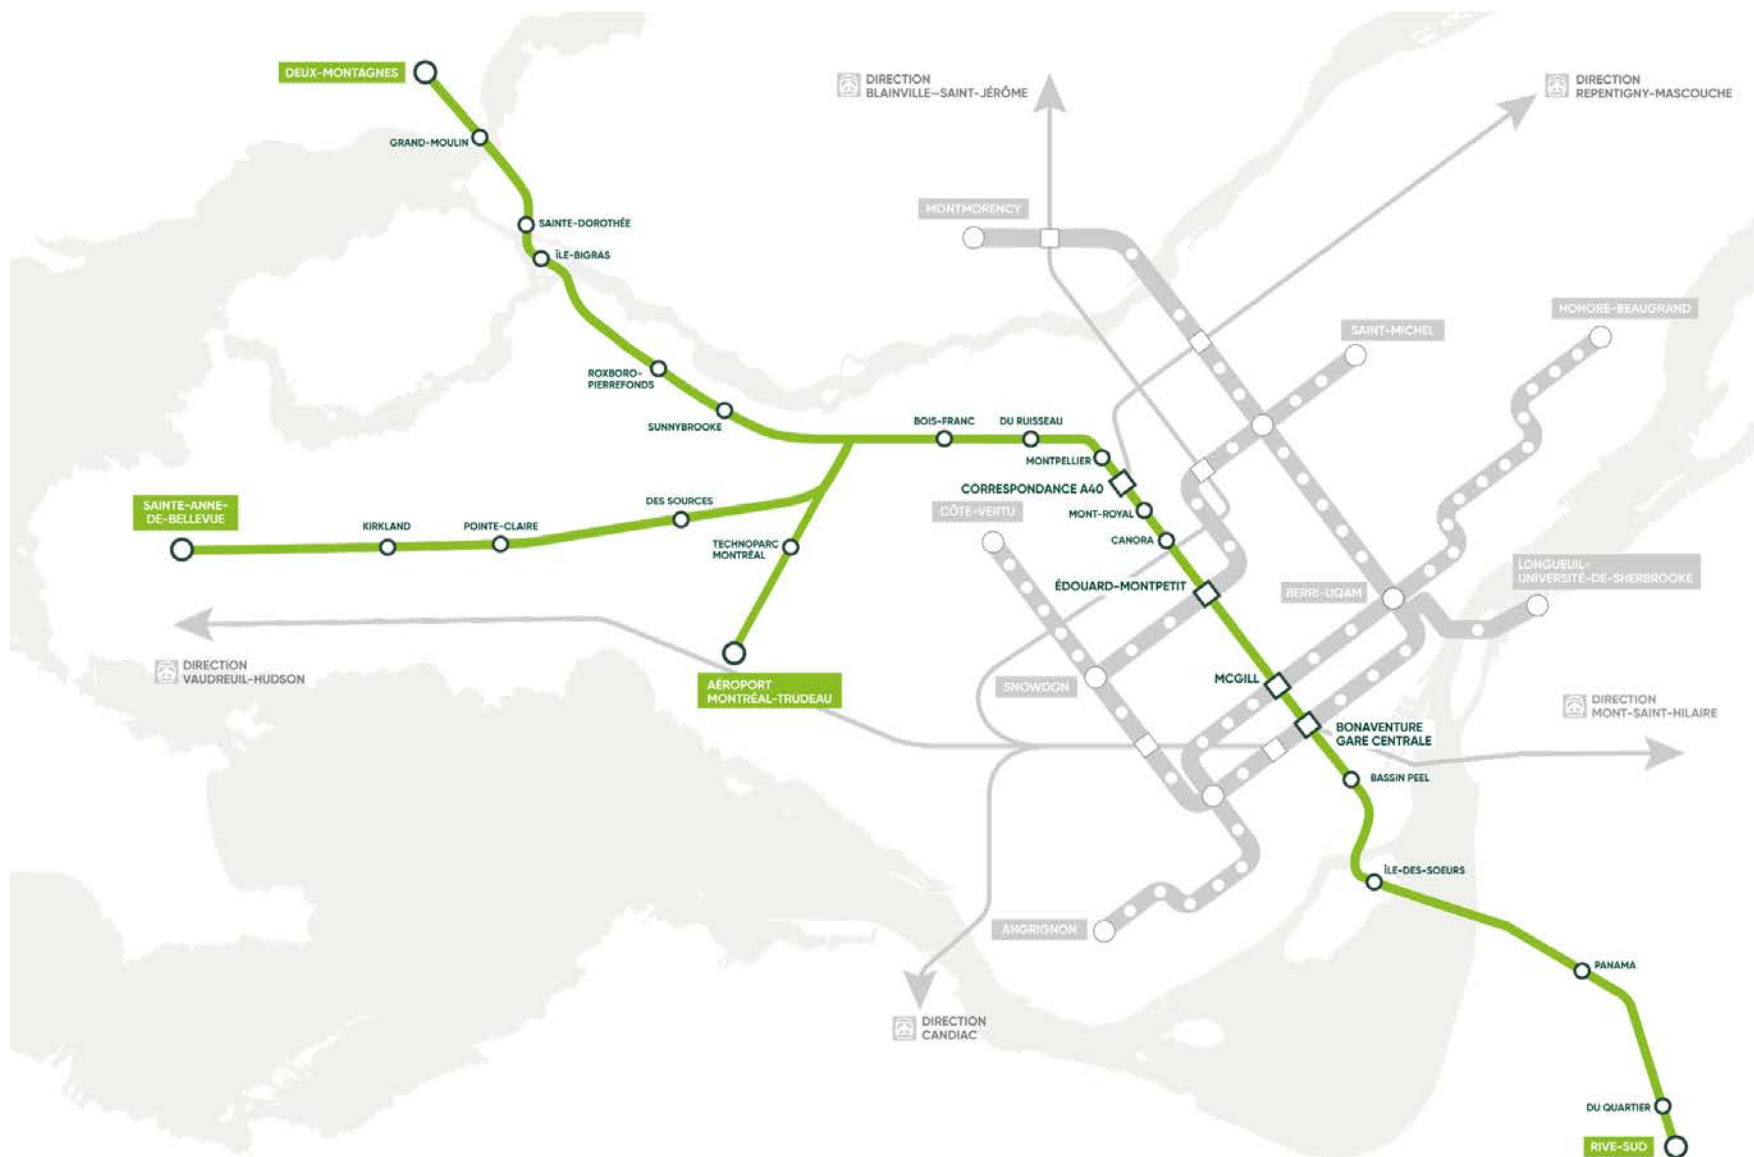 DEUX-MONTAGNES
GRAND-MOULIN
SAINTE-DOROTHÉE
ÎLE-BIGRAS
ROXBORO-
PIERREFONDS
SUNNYBROOKE
DIRECTION
BLAINVILLE–SAINT-JÉRÔME
DIRECTION
REPENTIGNY-MASCOUCHE
MONTMORENCY
SAINT-MICHEL
HONORÉ-BEAUGRAND
BOIS-FRANC
DU RUISSEAU
MONTPELLIER
CORRESPONDANCE A40
MONT-ROYAL
CANORA
CÔTE-VERTU
SAINTE-ANNE-
DE-BELLEVUE
KIRKLAND
POINTE-CLAIRE
DES SOURCES
TECHNOPARC
MONTRÉAL
ÉDOUARD-MONTPETIT
BERRI-UQAM
LONGUEUIL-
UNIVERSITÉ-DE-SHERBROOKE
DIRECTION
VAUDREUIL-HUDSON
AÉROPORT
MONTRÉAL-TRUDEAU
SNOWDON
MCGILL
BONAVENTURE
GARE CENTRALE
DIRECTION
MONT-SAINT-HILAIRE
BASSIN PEEL
ÎLE-DES-SOEURS
ANGRIGNON
PANAMA
DIRECTION
CANDIAC
DU QUARTIER
RIVE-SUD